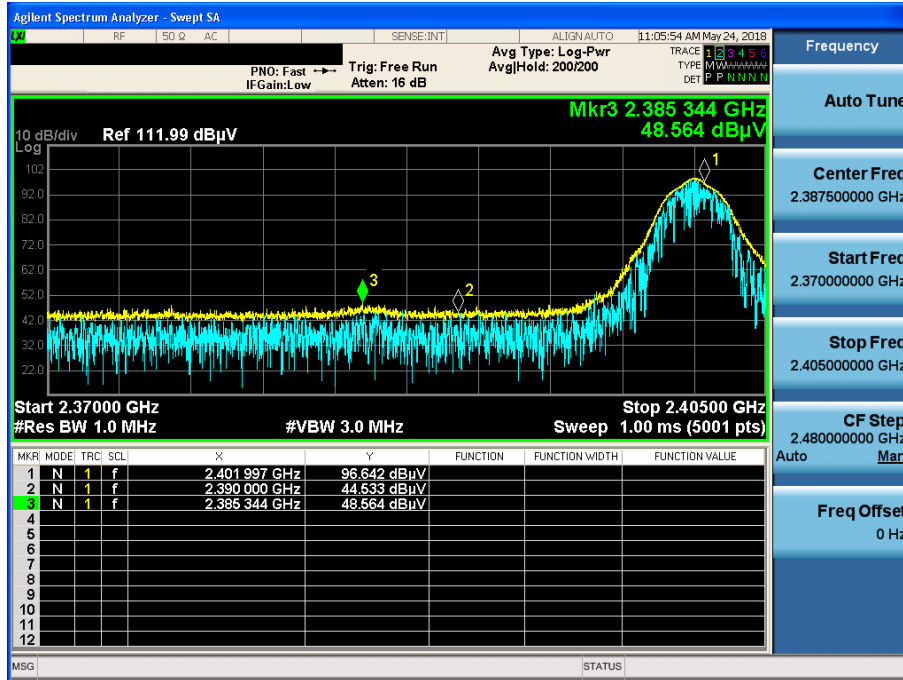 Agilent Spectrum Analyzer - Swept SA
LXI RF 50 Ω AC SENSE:INT ALIGNAUTO 11:05:54 AM May 24, 2018
PNO: Fast
IFGain:Low
Trig: Free Run
Atten: 16 dB
Avg Type: Log-Pwr
Avg|Hold: 200/200
TRACE 1 2 3 4 5 6
TYPE MWWWWW
DET P P N N N N
Mkr3 2.385 344 GHz
48.564 dBµV
10 dB/div Ref 111.99 dBµV
Log
102
92.0
82.0
72.0
62.0
52.0
42.0
32.0
22.0
1
2
3
Start 2.37000 GHz Stop 2.40500 GHz
#Res BW 1.0 MHz #VBW 3.0 MHz Sweep 1.00 ms (5001 pts)
MKR MODE TRC SCL X Y FUNCTION FUNCTION WIDTH FUNCTION VALUE
1 N 1 f 2.401 997 GHz 96.642 dBµV
2 N 1 f 2.390 000 GHz 44.533 dBµV
3 N 1 f 2.385 344 GHz 48.564 dBµV
4
5
6
7
8
9
10
11
12
MSG STATUS
Frequency
Auto Tune
Center Freq
2.387500000 GHz
Start Freq
2.370000000 GHz
Stop Freq
2.405000000 GHz
CF Step
2.480000000 GHz
Auto Man
Freq Offset
0 Hz